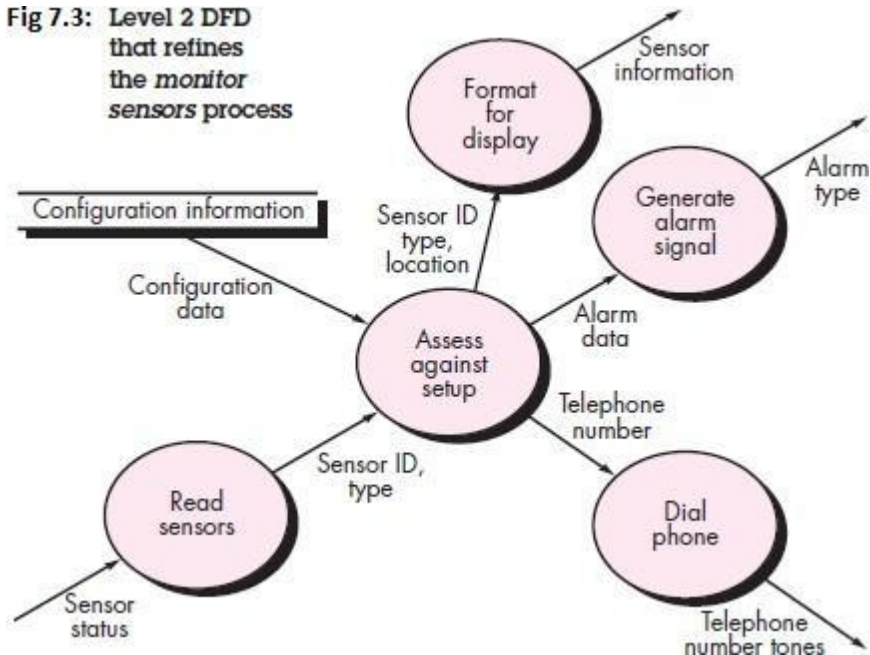 Fig 7.3: Level 2 DFD
that refines
the monitor
sensors process
Sensor
information
Format
for
display
Alarm
type
Generate
alarm
signal
Configuration information
Sensor ID
type,
location
Configuration
data
Alarm
data
Assess
against
setup
Telephone
number
Sensor ID,
type
Read
sensors
Dial
phone
Sensor
status
Telephone
number tones